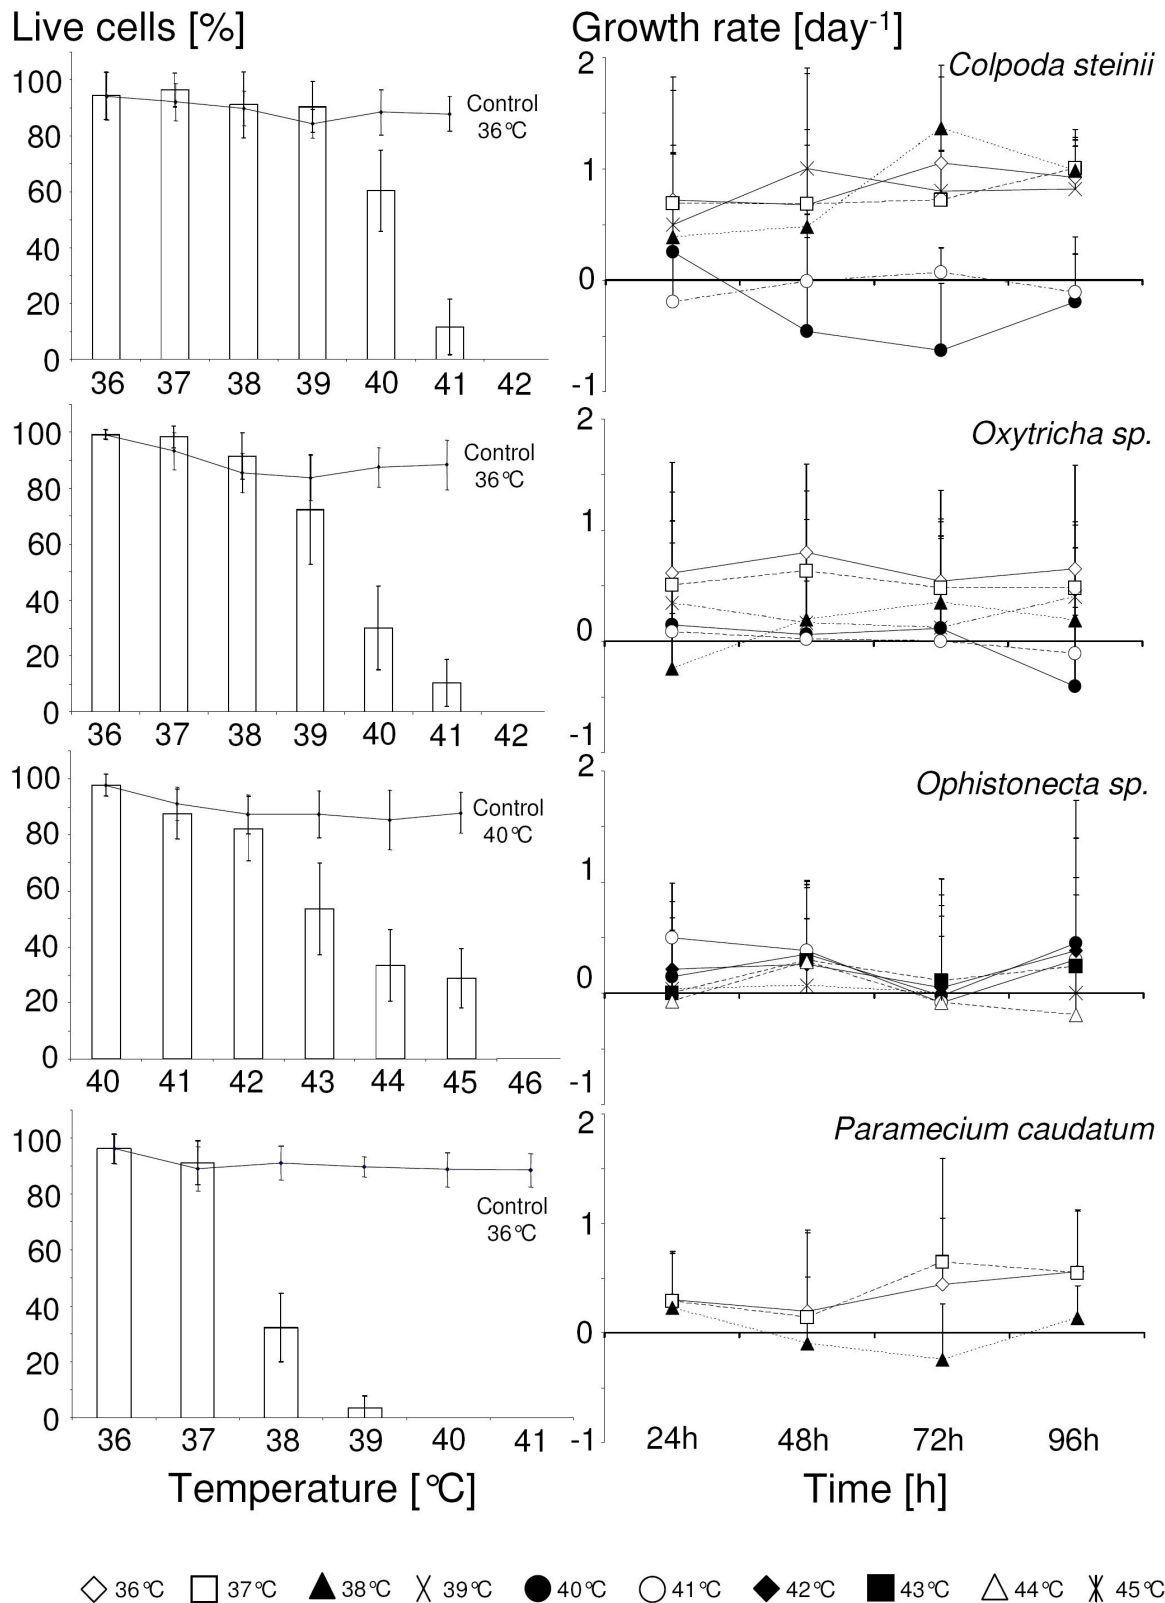 Live cells [%]
Growth rate [day⁻¹]
100
80
60
40
20
0
Control
36°C
36 37 38 39 40 41 42
2
1
0
-1
Colpoda steinii
100
80
60
40
20
0
Control
36°C
36 37 38 39 40 41 42
2
1
0
-1
Oxytricha sp.
100
80
60
40
20
0
Control
40°C
40 41 42 43 44 45 46
2
1
0
-1
Ophistonecta sp.
100
80
60
40
20
0
Control
36°C
36 37 38 39 40 41
Temperature [°C]
2
1
0
-1
Paramecium caudatum
24h 48h 72h 96h
Time [h]
36°C 37°C 38°C 39°C 40°C 41°C 42°C 43°C 44°C 45°C